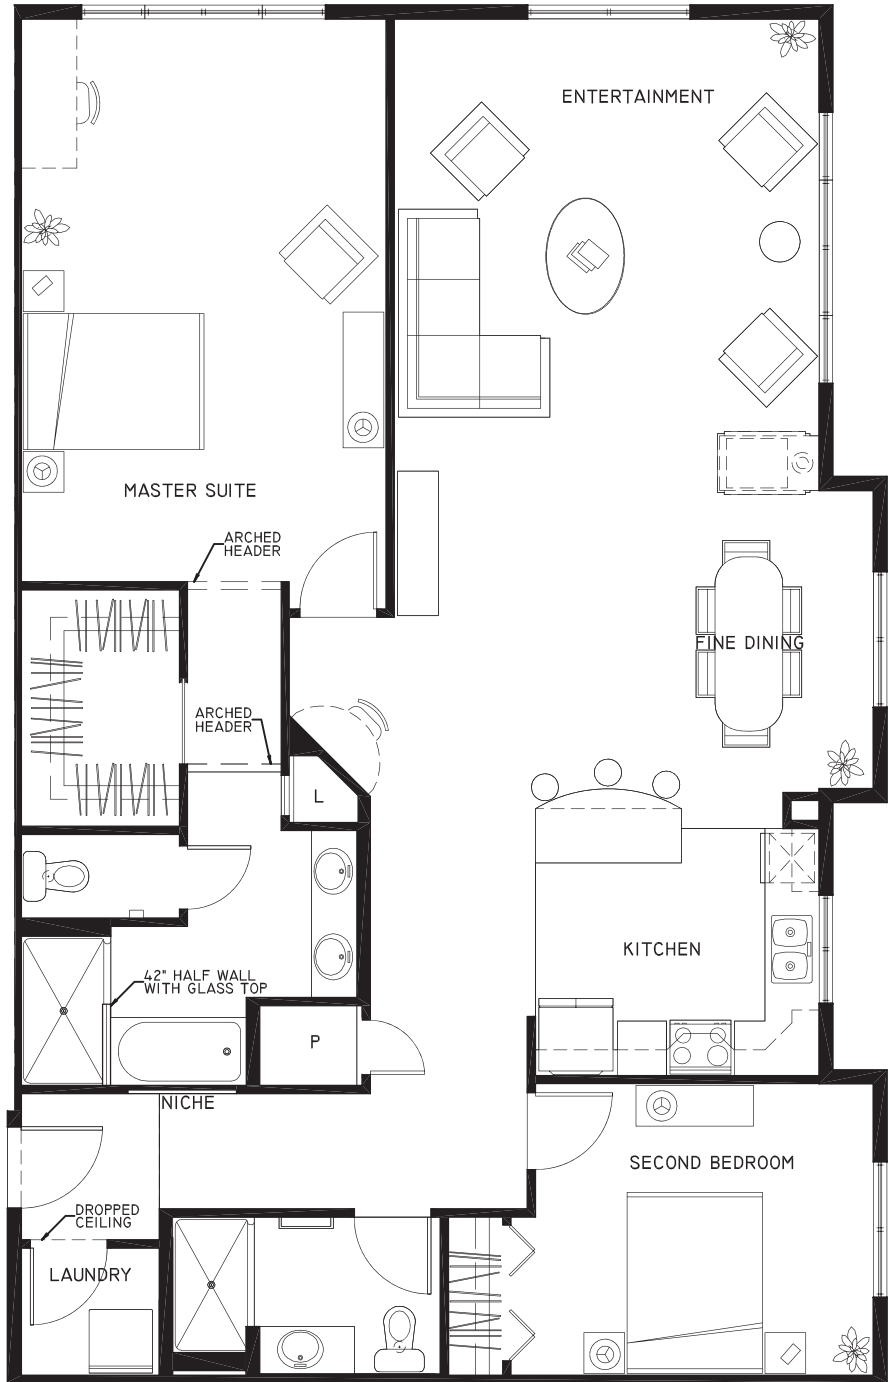 ENTERTAINMENT
MASTER SUITE
ARCHED
HEADER
FINE DINING
ARCHED
HEADER
L
KITCHEN
42" HALF WALL
WITH GLASS TOP
P
NICHE
SECOND BEDROOM
DROPPED
CEILING
LAUNDRY